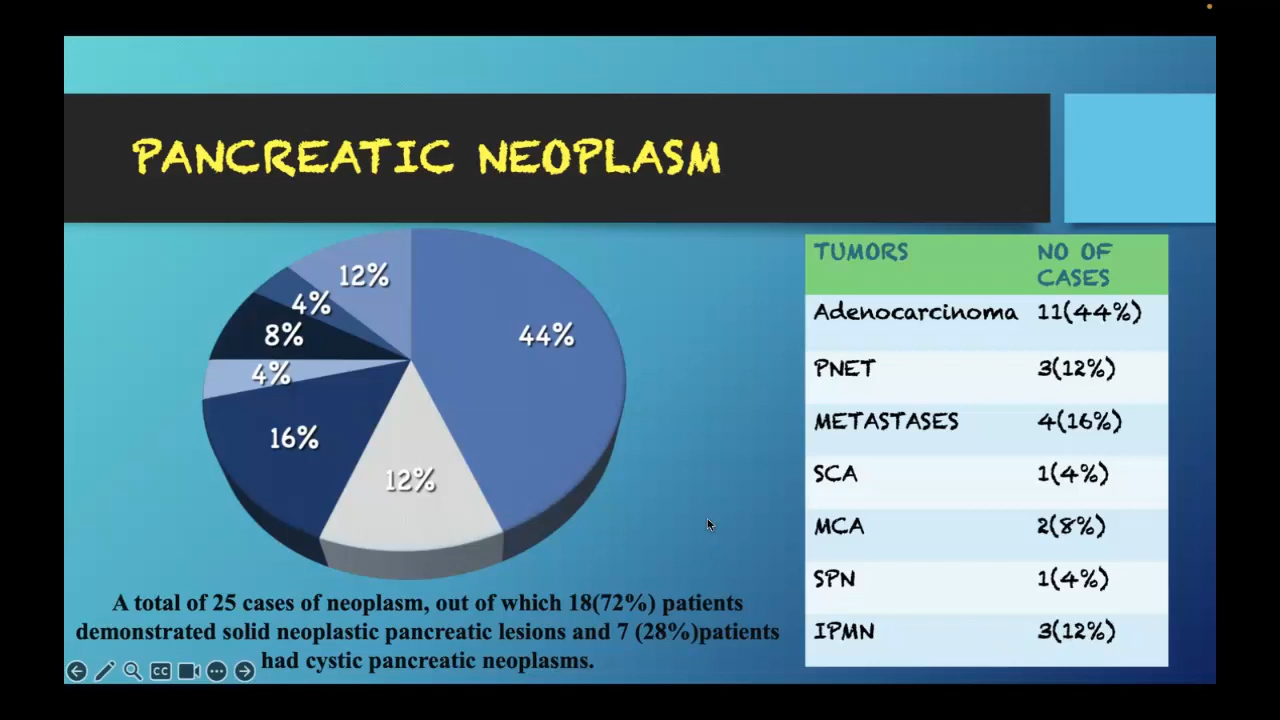 PANCREATIC NEOPLASM
12%
4%
8%
4%
16%
12%
44%
TUMORS NO OF CASES
Adenocarcinoma 11(44%)
PNET 3(12%)
METASTASES 4(16%)
SCA 1(4%)
MCA 2(8%)
SPN 1(4%)
IPMN 3(12%)
A total of 25 cases of neoplasm, out of which 18(72%) patients
demonstrated solid neoplastic pancreatic lesions and 7 (28%)patients
had cystic pancreatic neoplasms.
CC